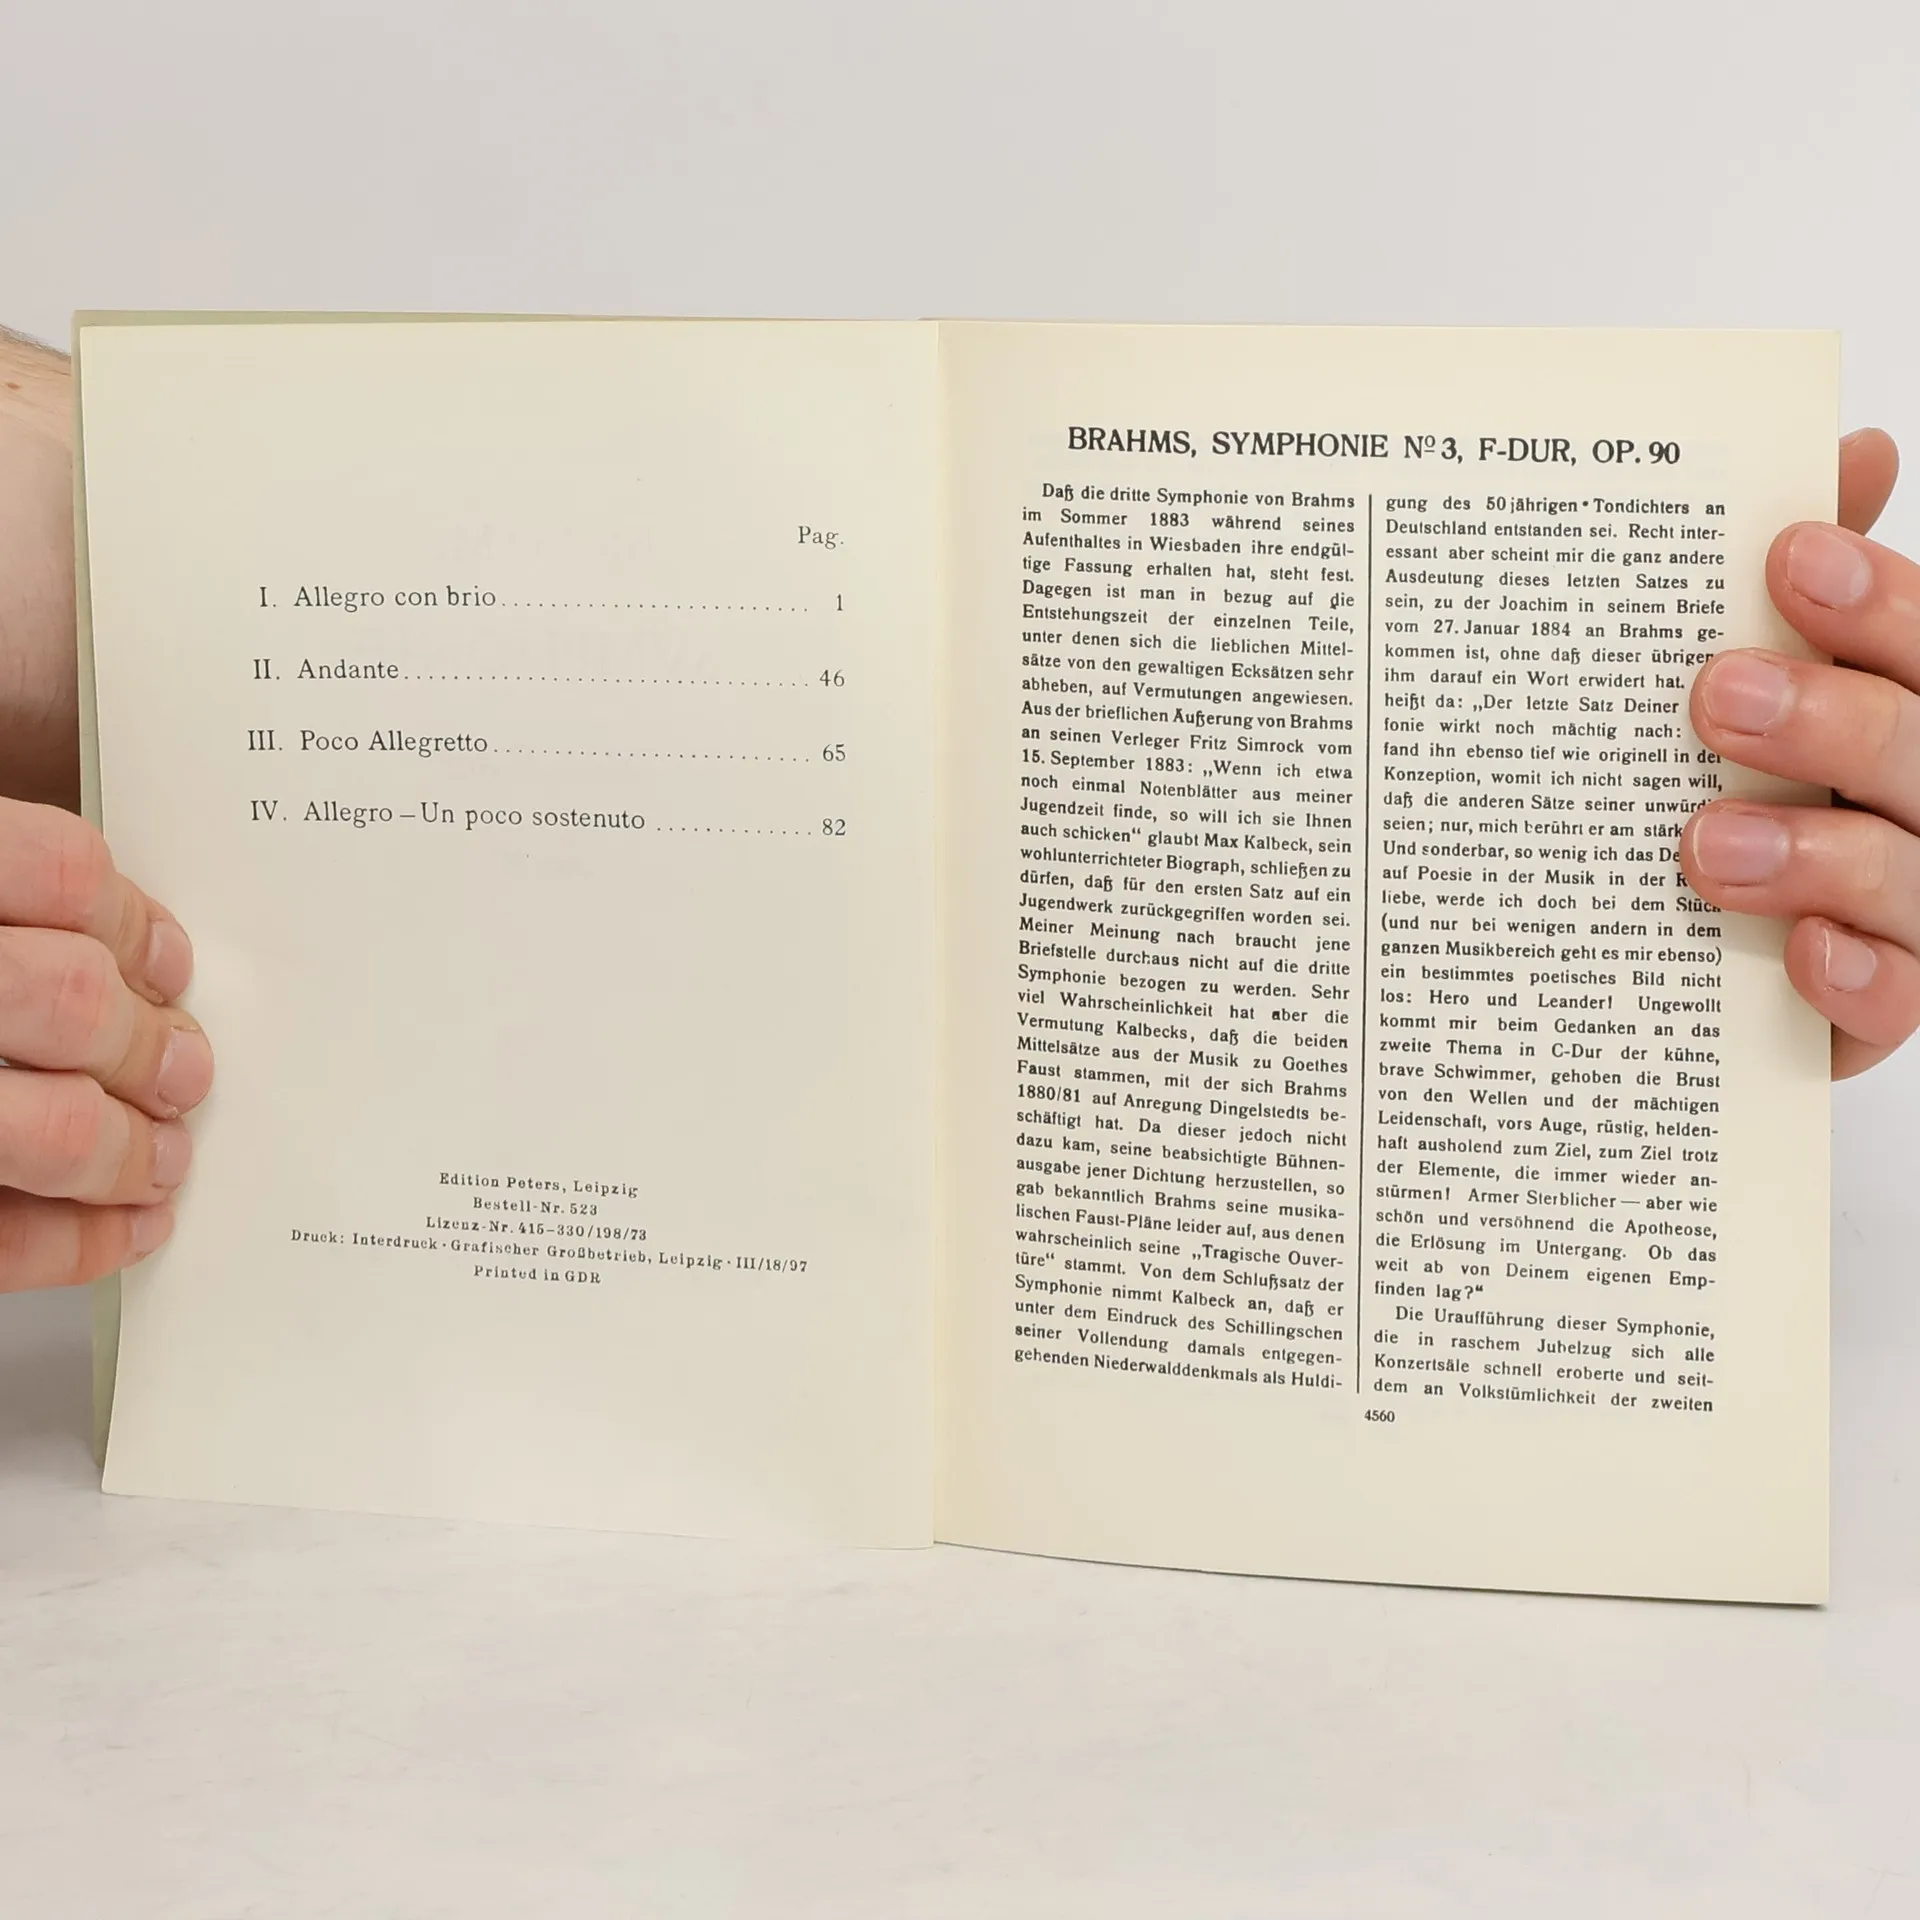 Pag.
I. Allegro con brio 1
II. Andante 46
III. Poco Allegretto 65
IV. Allegro – Un poco sostenuto 82
Edition Peters, Leipzig
Bestell-Nr. 523
Lizenz-Nr. 415–330/198/73
Druck: Interdruck · Grafischer Großbetrieb, Leipzig · III/18/97
Printed in GDR
BRAHMS, SYMPHONIE Nº 3, F-DUR, OP. 90
Daß die dritte Symphonie von Brahms
im Sommer 1883 während seines
Aufenthaltes in Wiesbaden ihre endgül-
tige Fassung erhalten hat, steht fest.
Dagegen ist man in bezug auf die
Entstehungszeit der einzelnen Teile,
unter denen sich die lieblichen Mittel-
sätze von den gewaltigen Ecksätzen sehr
abheben, auf Vermutungen angewiesen.
Aus der brieflichen Äußerung von Brahms
an seinen Verleger Fritz Simrock vom
15. September 1883: „Wenn ich etwa
noch einmal Notenblätter aus meiner
Jugendzeit finde, so will ich sie Ihnen
auch schicken“ glaubt Max Kalbeck, sein
wohlunterrichteter Biograph, schließen zu
dürfen, daß für den ersten Satz auf ein
Jugendwerk zurückgegriffen worden sei.
Meiner Meinung nach braucht jene
Briefstelle durchaus nicht auf die dritte
Symphonie bezogen zu werden. Sehr
viel Wahrscheinlichkeit hat aber die
Vermutung Kalbecks, daß die beiden
Mittelsätze aus der Musik zu Goethes
Faust stammen, mit der sich Brahms
1880/81 auf Anregung Dingelstedts be-
schäftigt hat. Da dieser jedoch nicht
dazu kam, seine beabsichtigte Bühnen-
ausgabe jener Dichtung herzustellen, so
gab bekanntlich Brahms seine musika-
lischen Faust-Pläne leider auf, aus denen
wahrscheinlich seine „Tragische Ouver-
türe“ stammt. Von dem Schlußsatz der
Symphonie nimmt Kalbeck an, daß er
unter dem Eindruck des Schillingschen
seiner Vollendung damals entgegen-
gehenden Niederwalddenkmals als Huldi-
gung des 50 jährigen Tondichters an
Deutschland entstanden sei. Recht inter-
essant aber scheint mir die ganz andere
Ausdeutung dieses letzten Satzes zu
sein, zu der Joachim in seinem Briefe
vom 27. Januar 1884 an Brahms ge-
kommen ist, ohne daß dieser übrigen
ihm darauf ein Wort erwidert hat.
heißt da: „Der letzte Satz Deiner
fonie wirkt noch mächtig nach:
fand ihn ebenso tief wie originell in der
Konzeption, womit ich nicht sagen will,
daß die anderen Sätze seiner unwürdi
seien; nur, mich berührt er am stärk
Und sonderbar, so wenig ich das De
auf Poesie in der Musik in der R
liebe, werde ich doch bei dem Stück
(und nur bei wenigen andern in dem
ganzen Musikbereich geht es mir ebenso)
ein bestimmtes poetisches Bild nicht
los: Hero und Leander! Ungewollt
kommt mir beim Gedanken an das
zweite Thema in C-Dur der kühne,
brave Schwimmer, gehoben die Brust
von den Wellen und der mächtigen
Leidenschaft, vors Auge, rüstig, helden-
haft ausholend zum Ziel, zum Ziel trotz
der Elemente, die immer wieder an-
stürmen! Armer Sterblicher — aber wie
schön und versöhnend die Apotheose,
die Erlösung im Untergang. Ob das
weit ab von Deinem eigenen Emp-
finden lag?“
Die Uraufführung dieser Symphonie,
die in raschem Jubelzug sich alle
Konzertsäle schnell eroberte und seit-
dem an Volkstümlichkeit der zweiten
4560